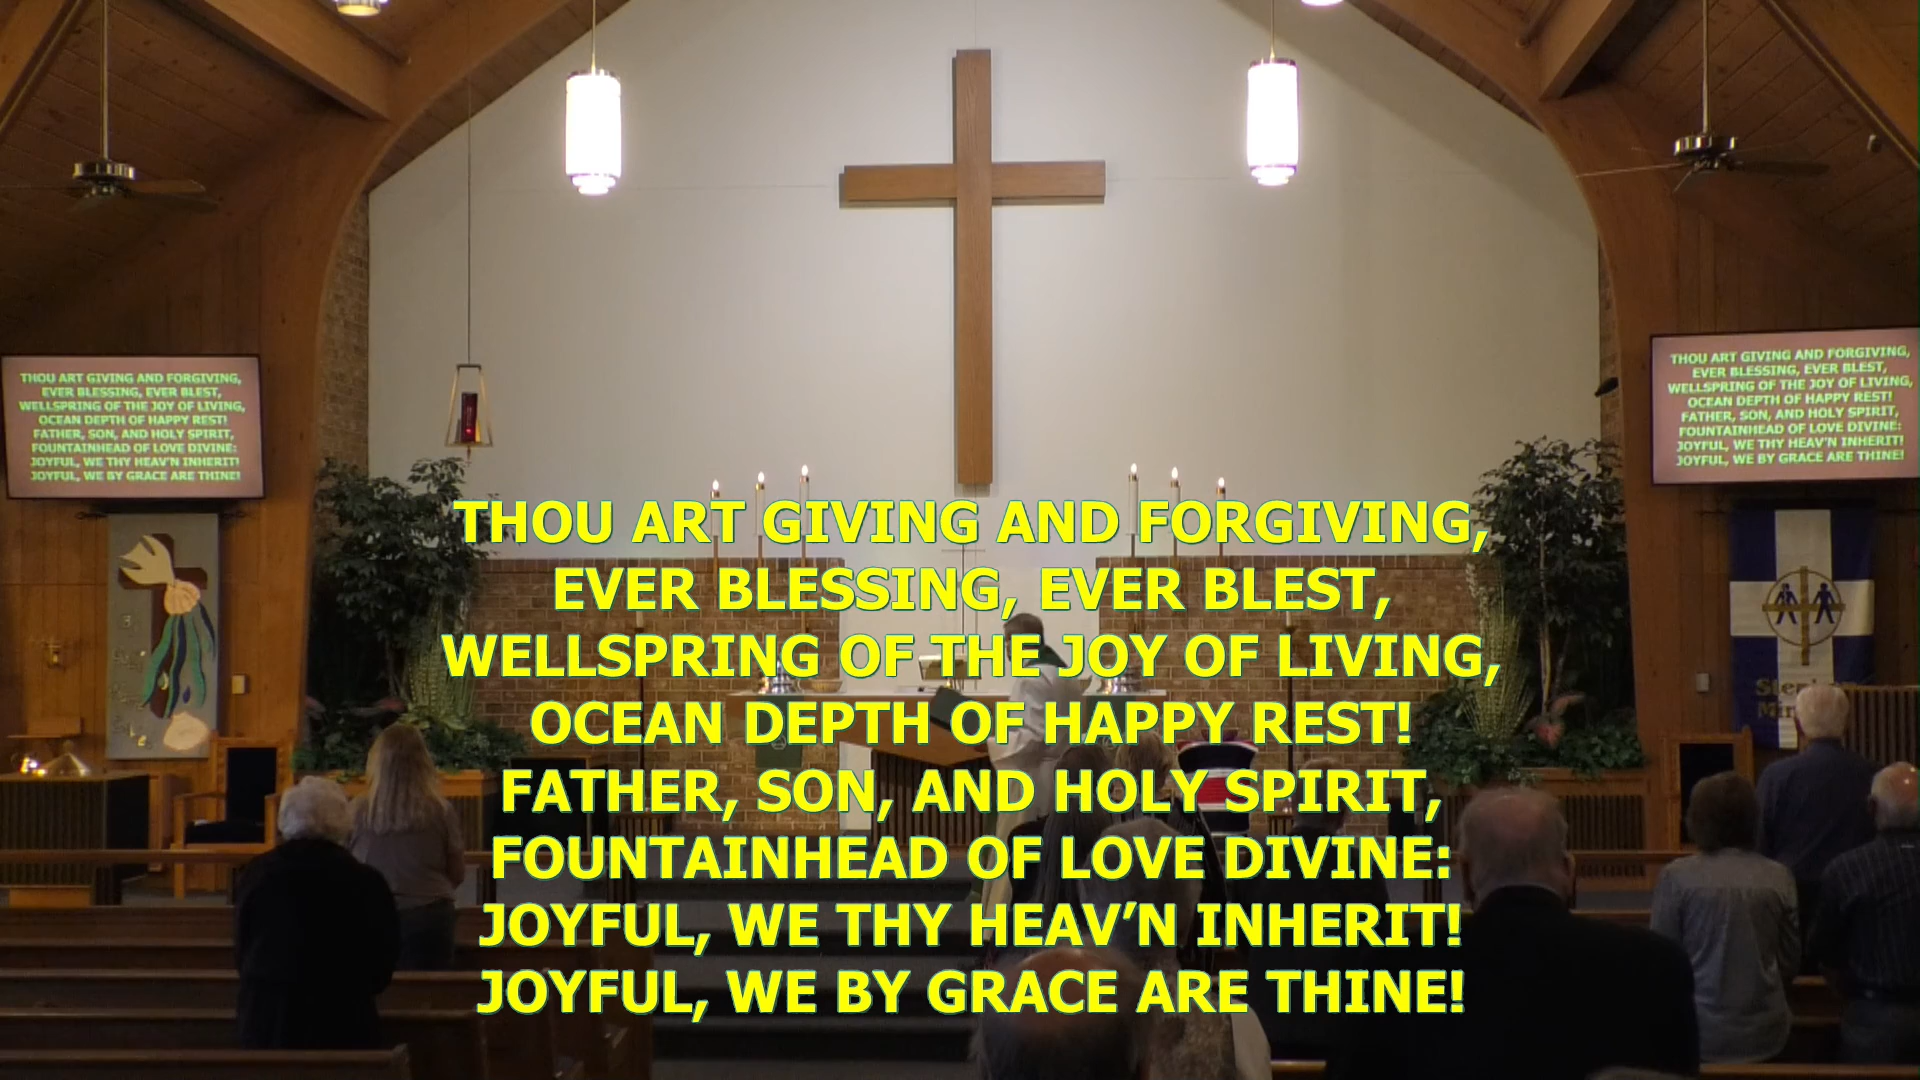 THOU ART GIVING AND FORGIVING,
EVER BLESSING, EVER BLEST,
WELLSPRING OF THE JOY OF LIVING,
OCEAN DEPTH OF HAPPY REST!
FATHER, SON, AND HOLY SPIRIT,
FOUNTAINHEAD OF LOVE DIVINE:
JOYFUL, WE THY HEAV’N INHERIT!
JOYFUL, WE BY GRACE ARE THINE!
THOU ART GIVING AND FORGIVING,
EVER BLESSING, EVER BLEST,
WELLSPRING OF THE JOY OF LIVING,
OCEAN DEPTH OF HAPPY REST!
FATHER, SON, AND HOLY SPIRIT,
FOUNTAINHEAD OF LOVE DIVINE:
JOYFUL, WE THY HEAV'N INHERIT!
JOYFUL, WE BY GRACE ARE THINE!
THOU ART GIVING AND FORGIVING,
EVER BLESSING, EVER BLEST,
WELLSPRING OF THE JOY OF LIVING,
OCEAN DEPTH OF HAPPY REST!
FATHER, SON, AND HOLY SPIRIT,
FOUNTAINHEAD OF LOVE DIVINE:
JOYFUL, WE THY HEAV'N INHERIT!
JOYFUL, WE BY GRACE ARE THINE!